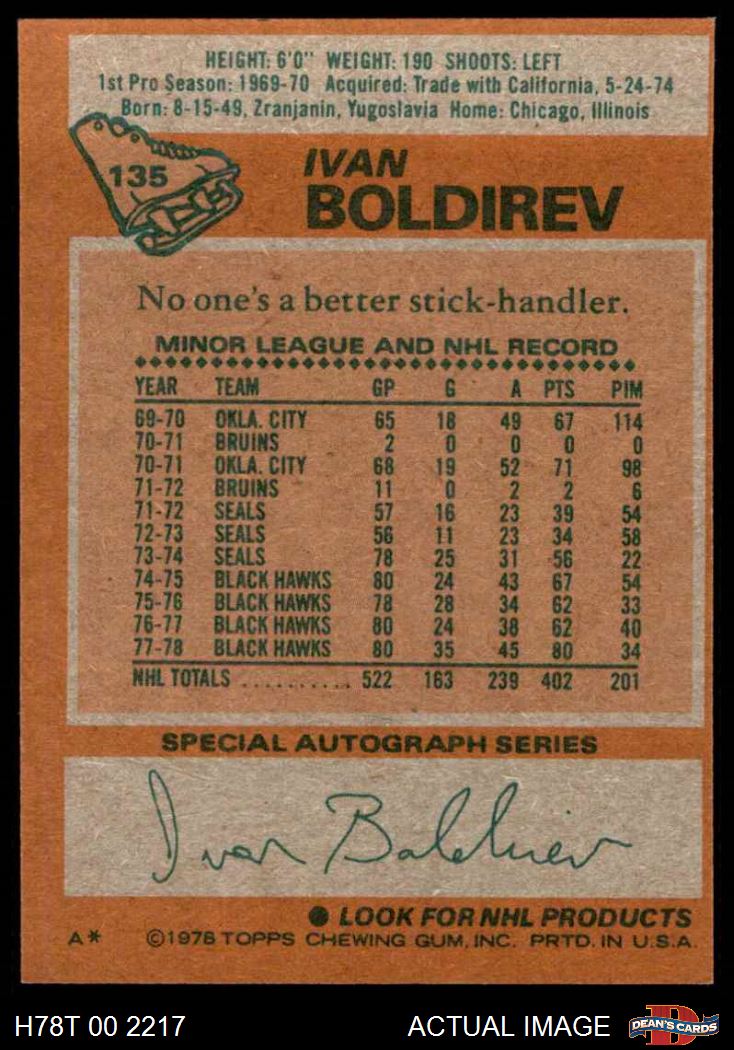 HEIGHT: 6'0" WEIGHT: 190 SHOOTS: LEFT
1st Pro Season: 1969-70 Acquired: Trade with California, 5-24-74
Born: 8-15-49, Zranjanin, Yugoslavia Home: Chicago, Illinois
135
IVAN
BOLDIREV
No one's a better stick-handler.
MINOR LEAGUE AND NHL RECORD
YEAR TEAM GP G A PTS PIM
69-70 OKLA. CITY 65 18 49 67 114
70-71 BRUINS 2 0 0 0 0
70-71 OKLA. CITY 68 19 52 71 98
71-72 BRUINS 11 0 2 2 6
71-72 SEALS 57 16 23 39 54
72-73 SEALS 56 11 23 34 58
73-74 SEALS 78 25 31 56 22
74-75 BLACK HAWKS 80 24 43 67 54
75-76 BLACK HAWKS 78 28 34 62 33
76-77 BLACK HAWKS 80 24 38 62 40
77-78 BLACK HAWKS 80 35 45 80 34
NHL TOTALS .......... 522 163 239 402 201
SPECIAL AUTOGRAPH SERIES
Ivan Boldirev
● LOOK FOR NHL PRODUCTS
A* ©1978 TOPPS CHEWING GUM, INC. PRTD. IN U.S.A.
H78T 00 2217 ACTUAL IMAGE DEAN'S CARDS